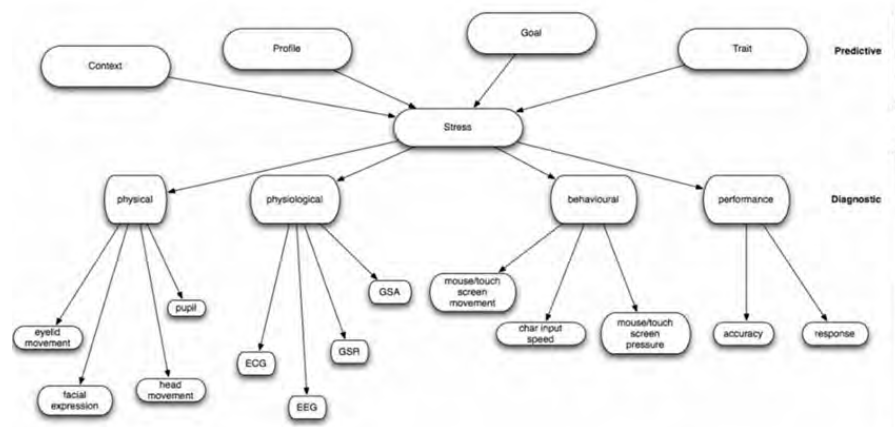 Context
Profile
Goal
Trait
Predictive
Stress
physical
physiological
behavioural
performance
Diagnostic
eyelid
movement
facial
expression
head
movement
pupil
ECG
EEG
GSR
GSA
mouse/touch
screen
movement
char input
speed
mouse/touch
screen
pressure
accuracy
response